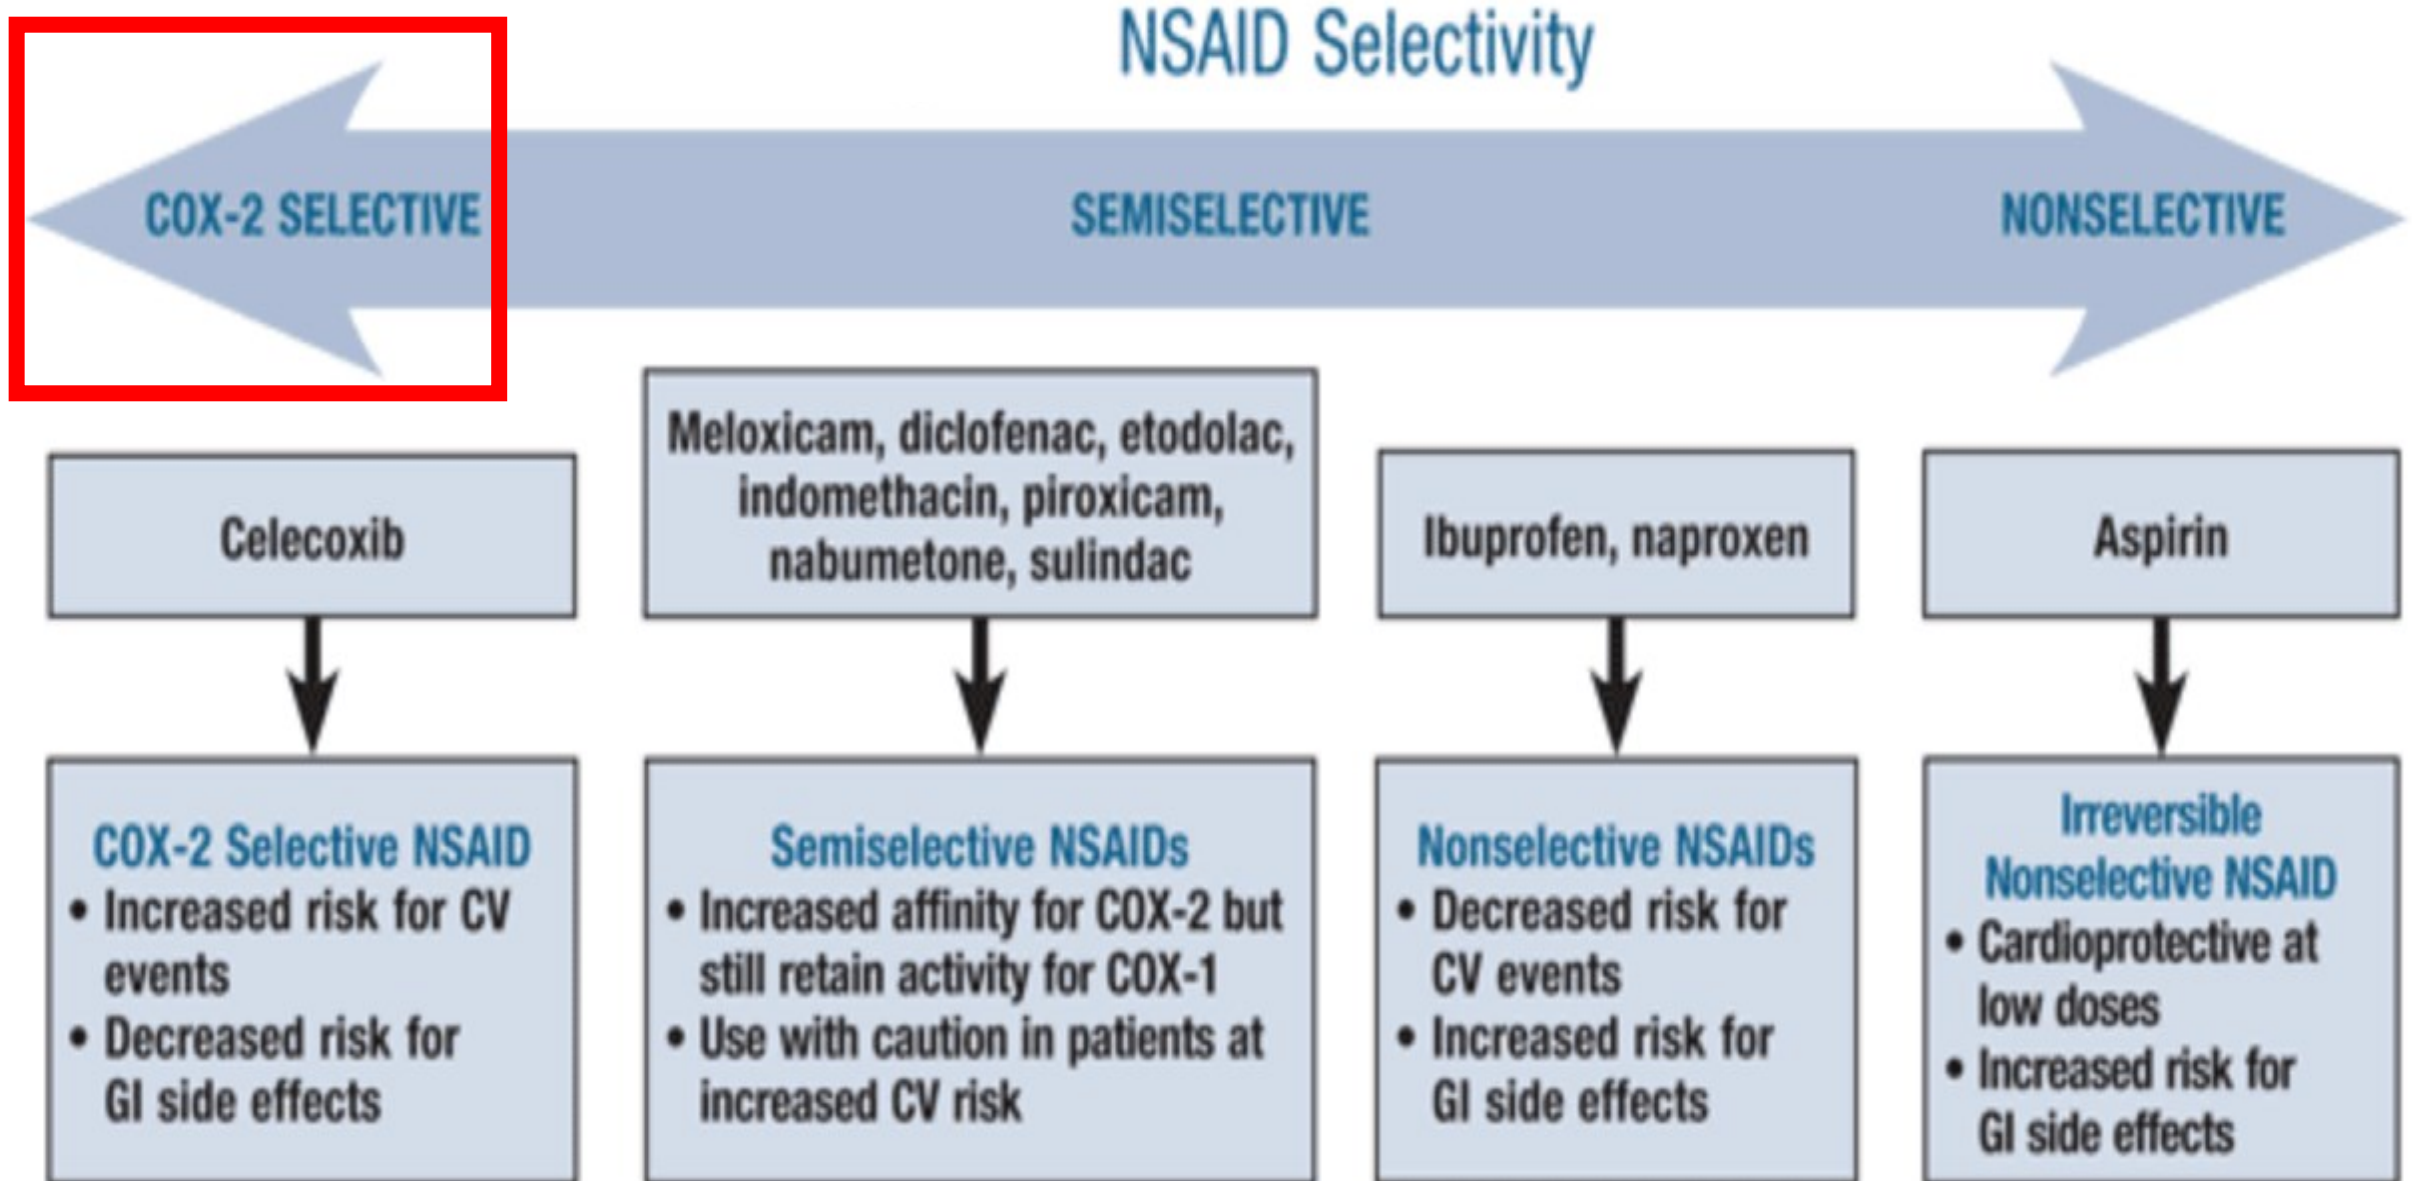 NSAID Selectivity
COX-2 SELECTIVE
SEMISELECTIVE
NONSELECTIVE
Celecoxib
Meloxicam, diclofenac, etodolac,
indomethacin, piroxicam,
nabumetone, sulindac
Ibuprofen, naproxen
Aspirin
COX-2 Selective NSAID
• Increased risk for CV
events
• Decreased risk for
GI side effects
Semiselective NSAIDs
• Increased affinity for COX-2 but
still retain activity for COX-1
• Use with caution in patients at
increased CV risk
Nonselective NSAIDs
• Decreased risk for
CV events
• Increased risk for
GI side effects
Irreversible
Nonselective NSAID
• Cardioprotective at
low doses
• Increased risk for
GI side effects